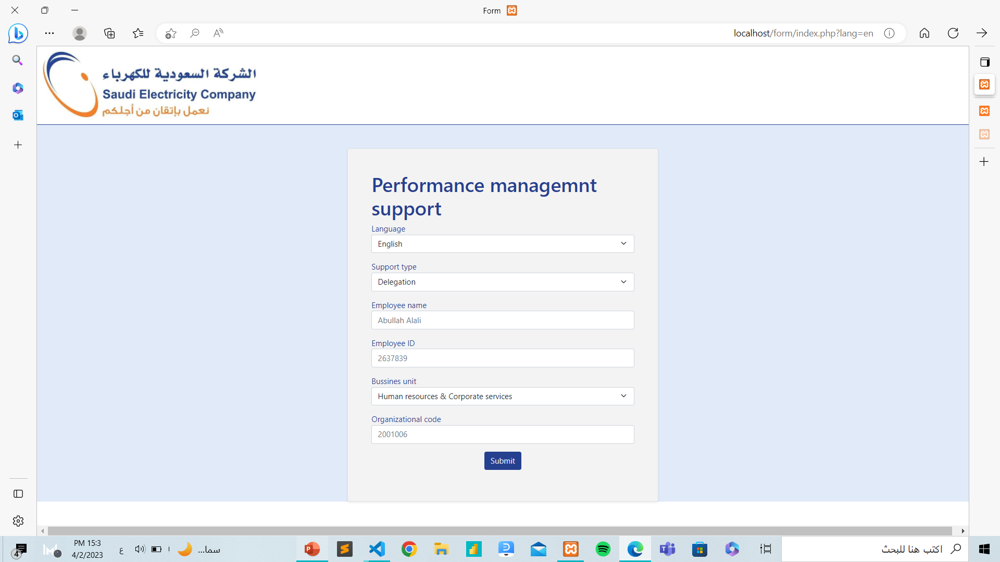 Form
localhost/form/index.php?lang=en
الشركة السعودية للكهرباء
Saudi Electricity Company
نعمل بإتقان من أجلكم
Performance managemnt
support
Language
English
Support type
Delegation
Employee name
Abullah Alali
Employee ID
2637839
Bussines unit
Human resources & Corporate services
Organizational code
2001006
Submit
4
1
PM 15:3
4/2/2023
ع
سما...
اكتب هنا للبحث